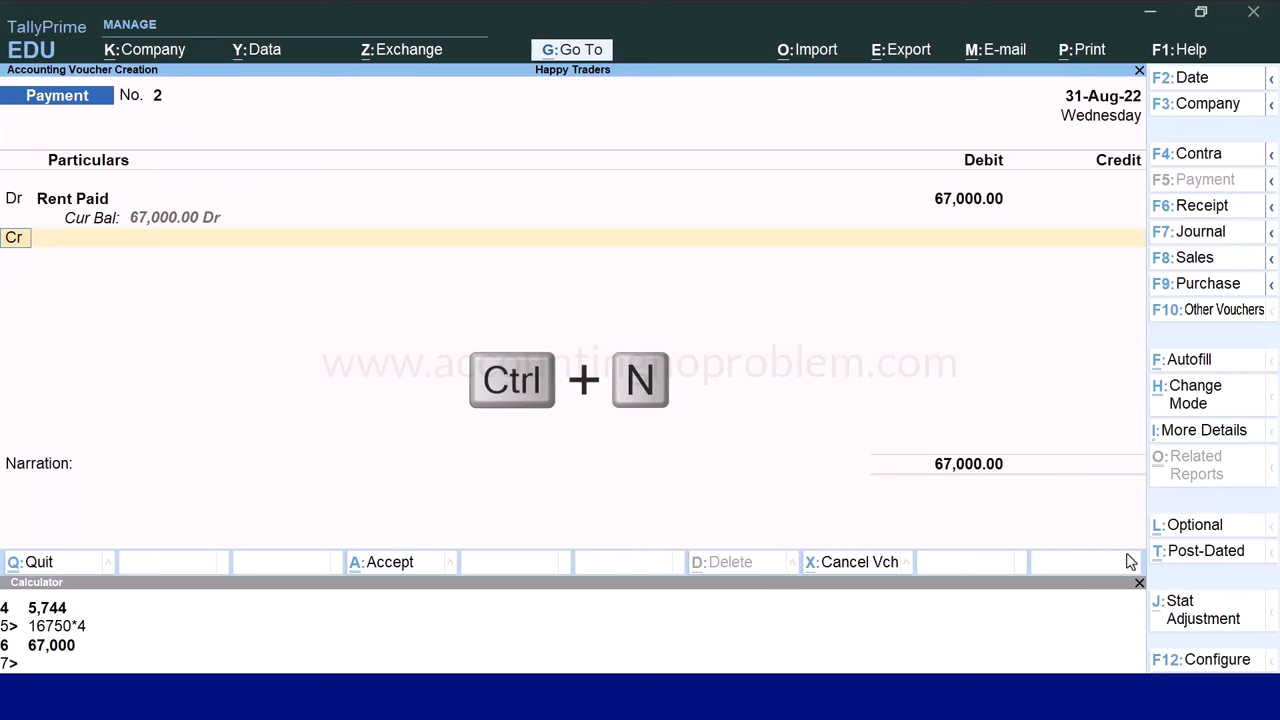 TallyPrime
EDU
MANAGE
K:Company Y:Data Z:Exchange G:Go To O:Import E:Export M:E-mail P:Print F1:Help
Accounting Voucher Creation Happy Traders
Payment No. 2 31-Aug-22
Wednesday
Particulars Debit Credit
Dr Rent Paid 67,000.00
Cur Bal: 67,000.00 Dr
Cr
www.accountingnoproblem.com
Ctrl + N
Narration: 67,000.00
Q:Quit A:Accept D:Delete X:Cancel Vch
F2:Date
F3:Company
F4:Contra
F5:Payment
F6:Receipt
F7:Journal
F8:Sales
F9:Purchase
F10:Other Vouchers
F:Autofill
H:Change
Mode
I:More Details
O:Related
Reports
L:Optional
T:Post-Dated
J:Stat
Adjustment
F12:Configure
Calculator
4 5,744
5> 16750*4
6 67,000
7>